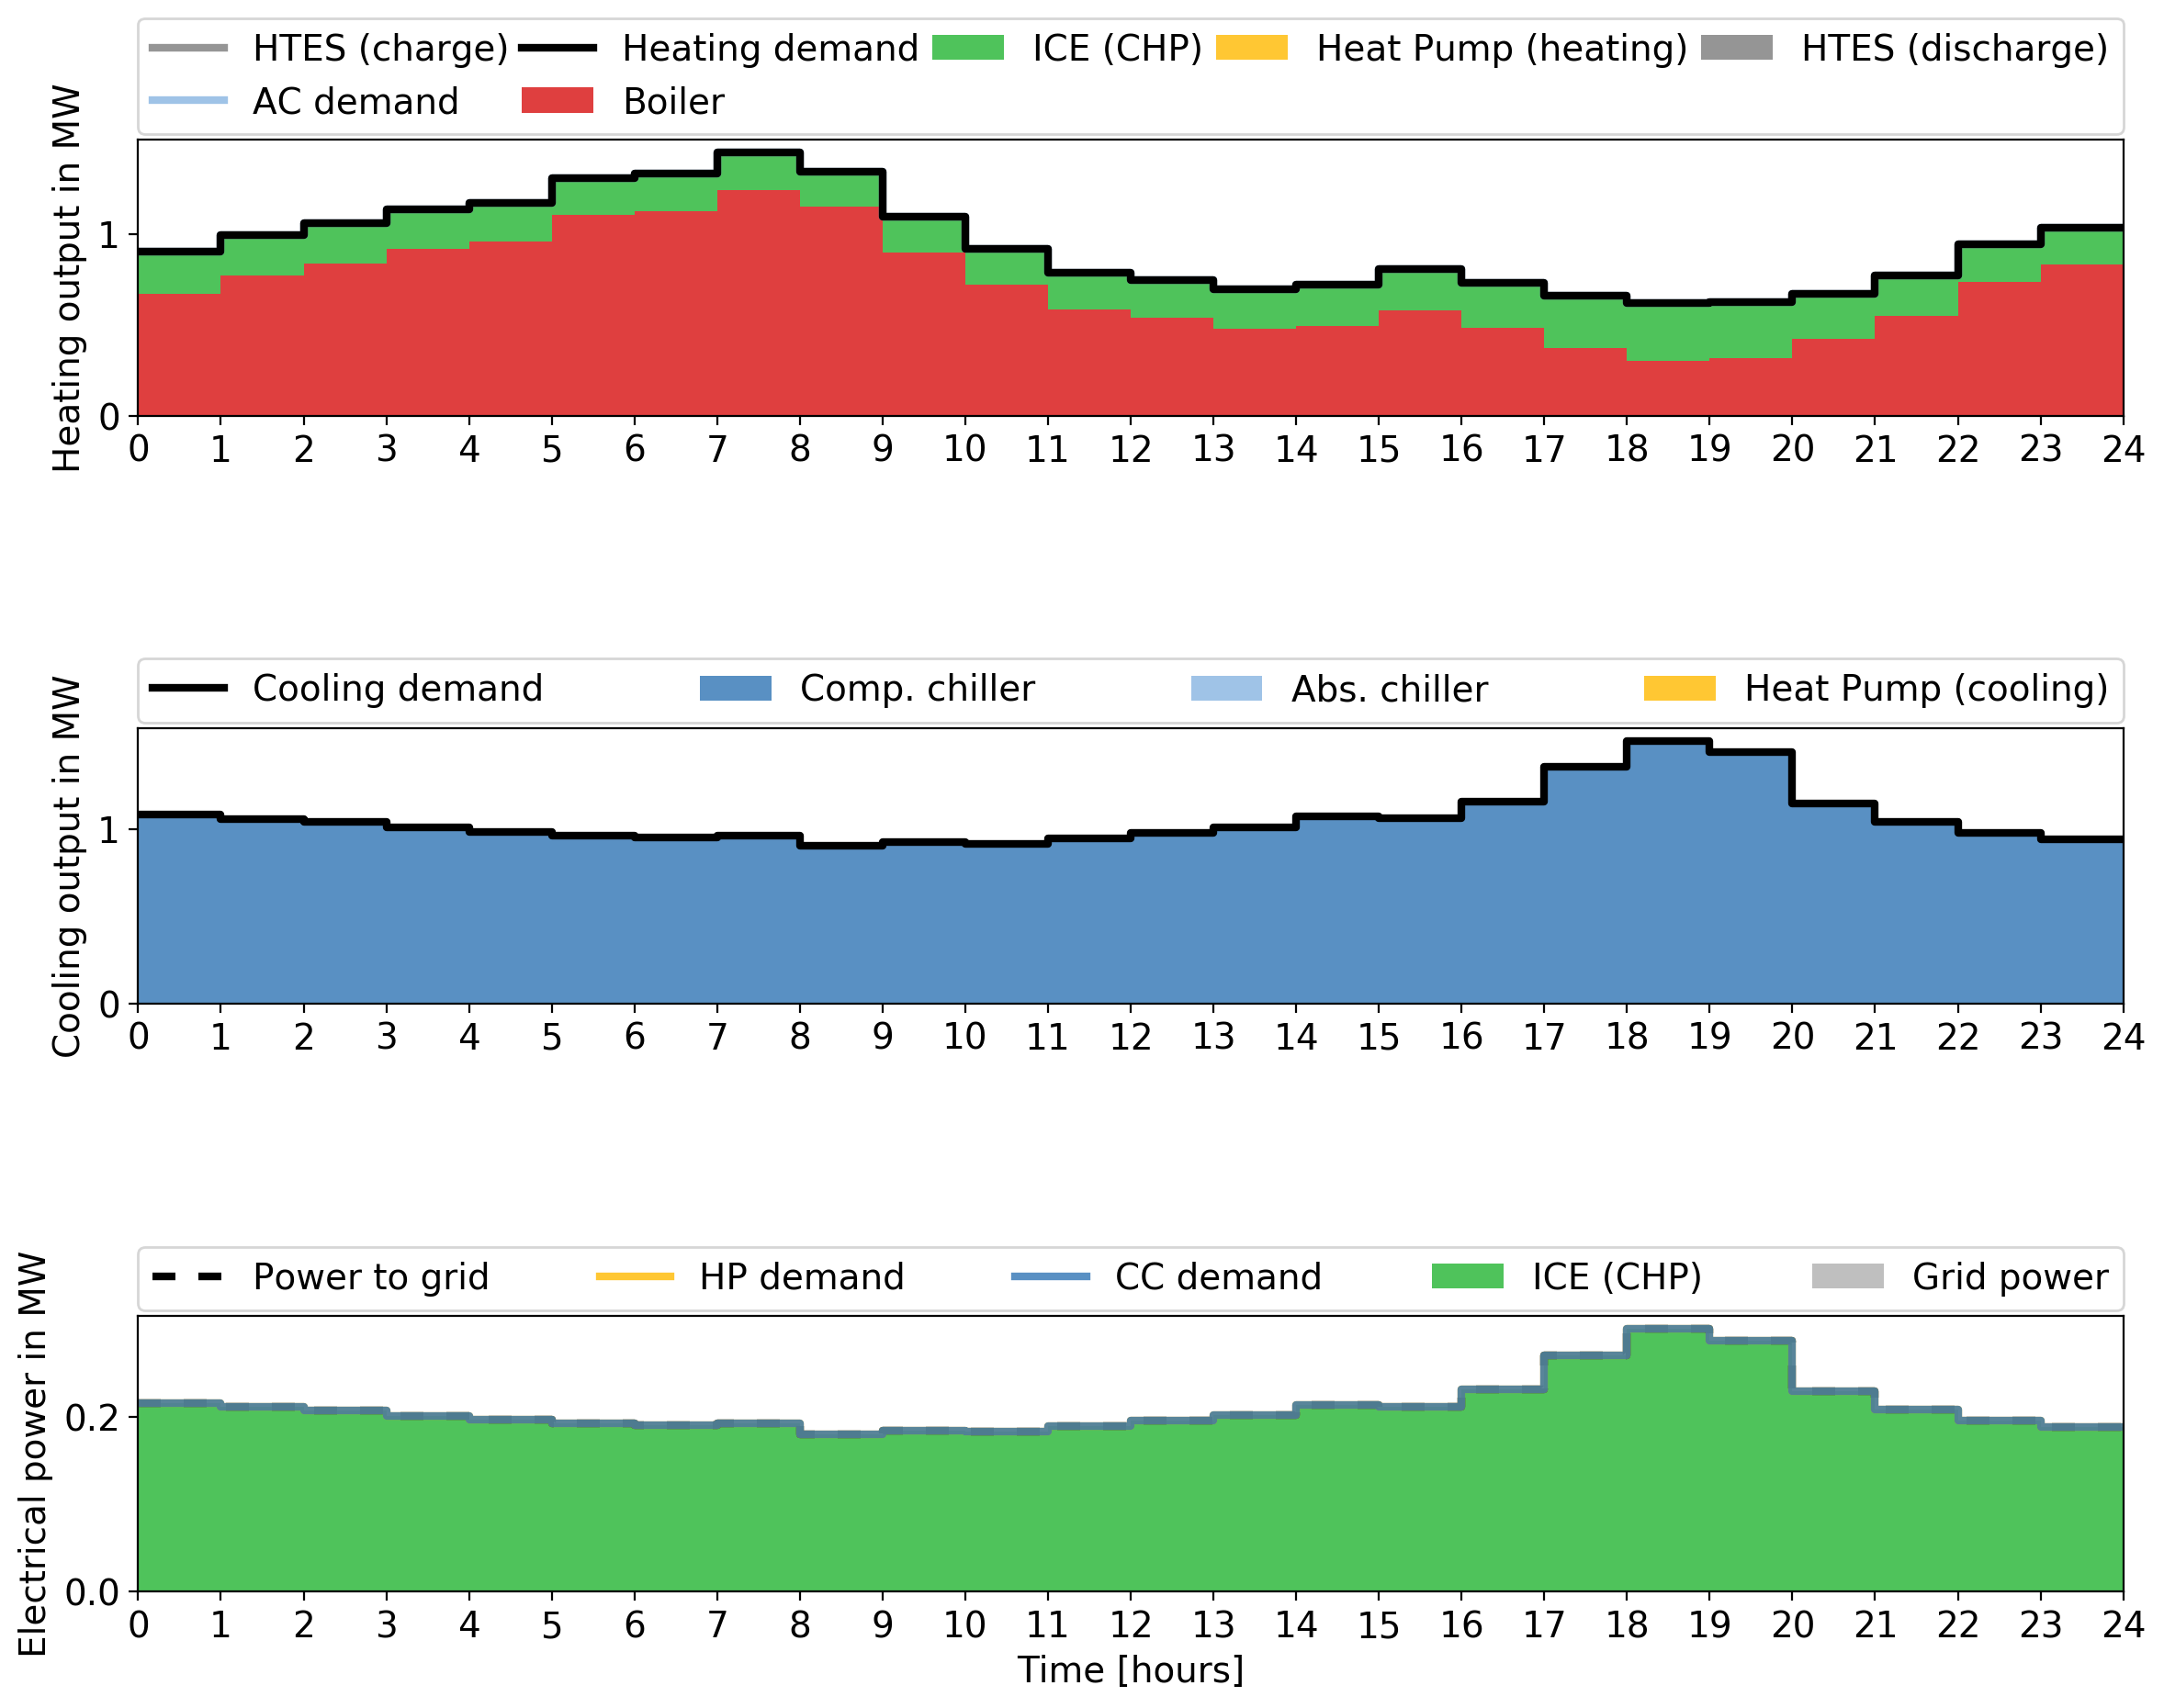 HTES (charge) Heating demand ICE (CHP) Heat Pump (heating) HTES (discharge)
AC demand Boiler
Heating output in MW
1
0
0 1 2 3 4 5 6 7 8 9 10 11 12 13 14 15 16 17 18 19 20 21 22 23 24
Cooling demand Comp. chiller Abs. chiller Heat Pump (cooling)
Cooling output in MW
1
0
0 1 2 3 4 5 6 7 8 9 10 11 12 13 14 15 16 17 18 19 20 21 22 23 24
Power to grid HP demand CC demand ICE (CHP) Grid power
Electrical power in MW
0.2
0.0
0 1 2 3 4 5 6 7 8 9 10 11 12 13 14 15 16 17 18 19 20 21 22 23 24
Time [hours]